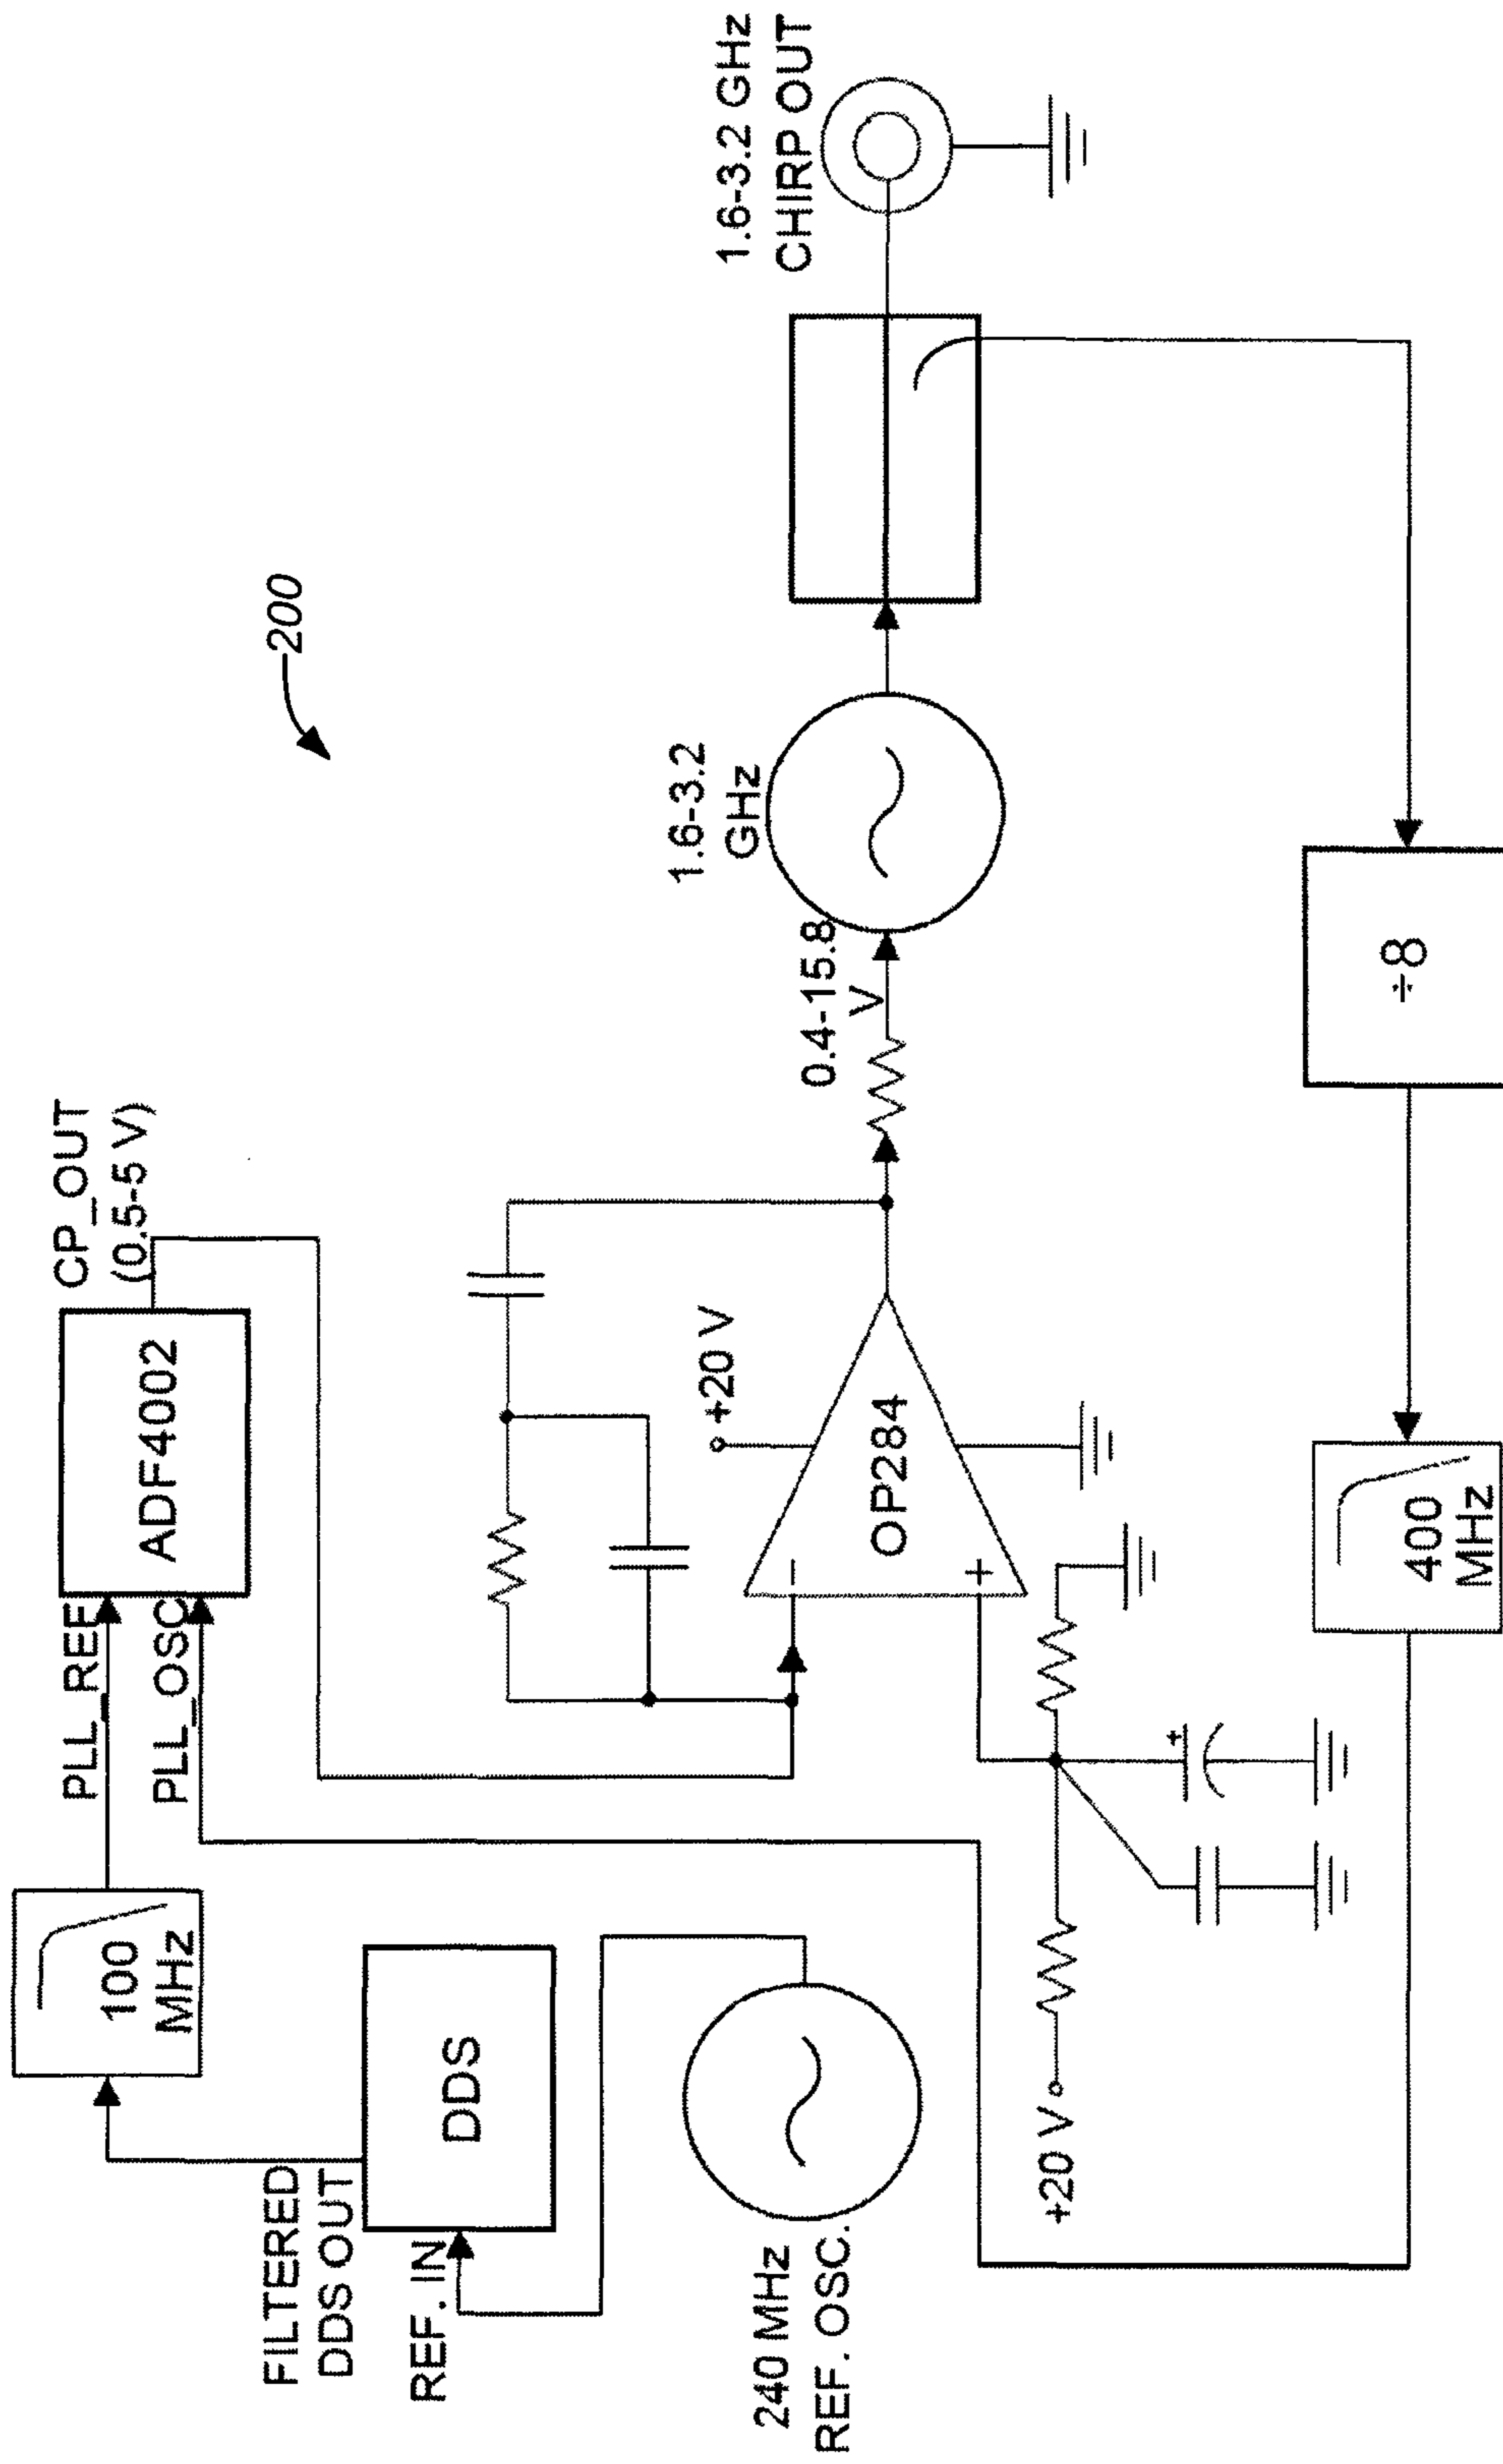 200
FILTERED
DDS OUT
REF. IN
DDS
240 MHz
REF. OSC.
100
MHz
PLL_REF
PLL_OSC
ADF4002
CP_OUT
(0.5-5 V)
+20 V
OP284
−
+
+20 V
+
0.4-15.8
V
1.6-3.2
GHz
1.6-3.2 GHz
CHIRP OUT
÷8
400
MHz